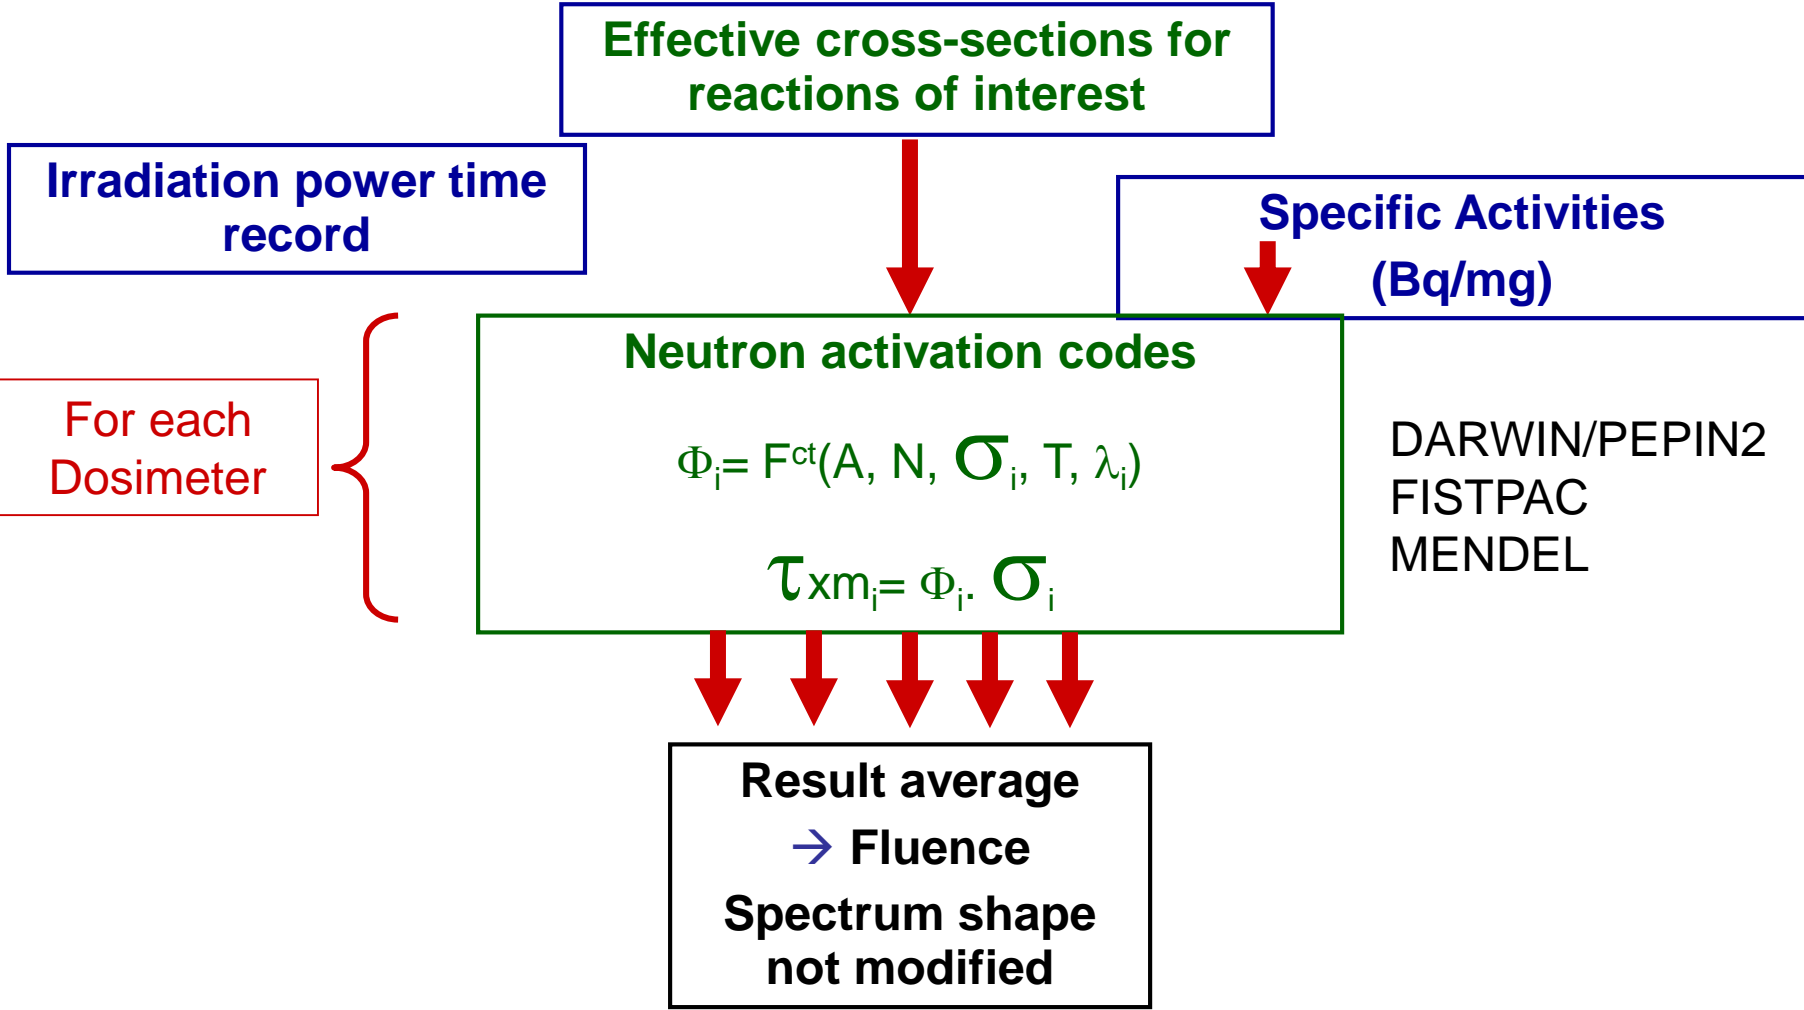 Effective cross-sections for
reactions of interest
Irradiation power time
record
Specific Activities
(Bq/mg)
Neutron activation codes
Φi= Fct(A, N, σi, T, λi)
τxmi= Φi. σi
For each
Dosimeter
DARWIN/PEPIN2
FISTPAC
MENDEL
Result average
→ Fluence
Spectrum shape
not modified